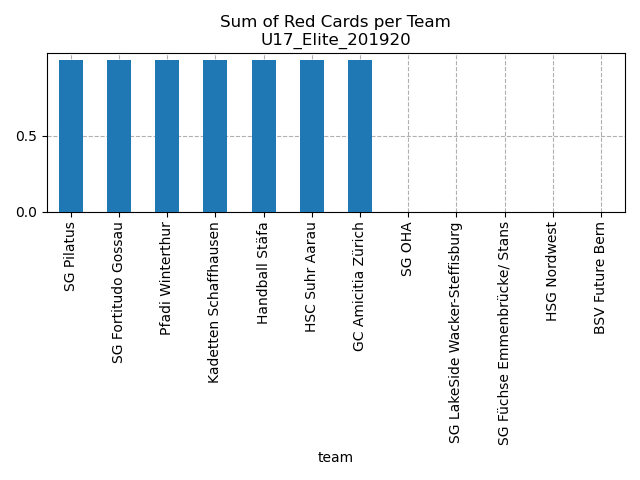 Sum of Red Cards per Team
U17_Elite_201920
0.5
0.0
SG Pilatus
SG Fortitudo Gossau
Pfadi Winterthur
Kadetten Schaffhausen
Handball Stäfa
HSC Suhr Aarau
GC Amicitia Zürich
SG OHA
SG LakeSide Wacker-Steffisburg
SG Füchse Emmenbrücke/ Stans
HSG Nordwest
BSV Future Bern
team